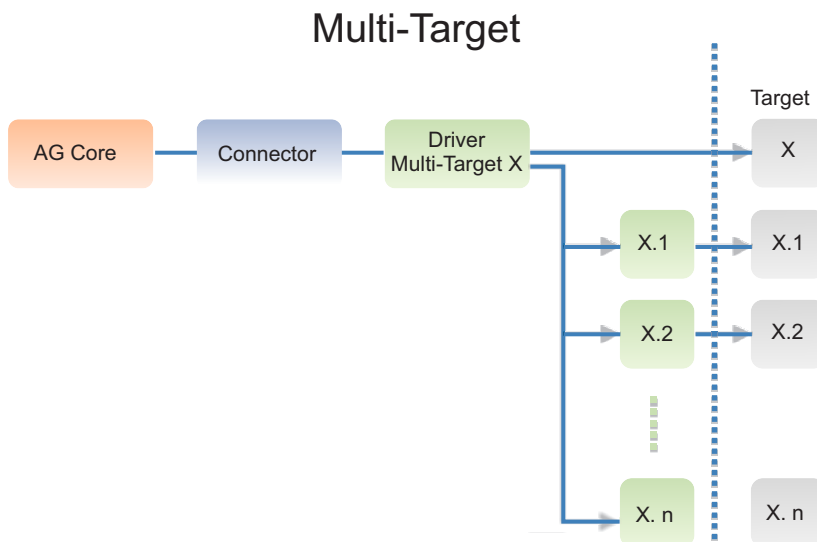 Multi-Target
Target
AG Core
Connector
Driver
Multi-Target X
X
X.1
X.1
X.2
X.2
X. n
X. n